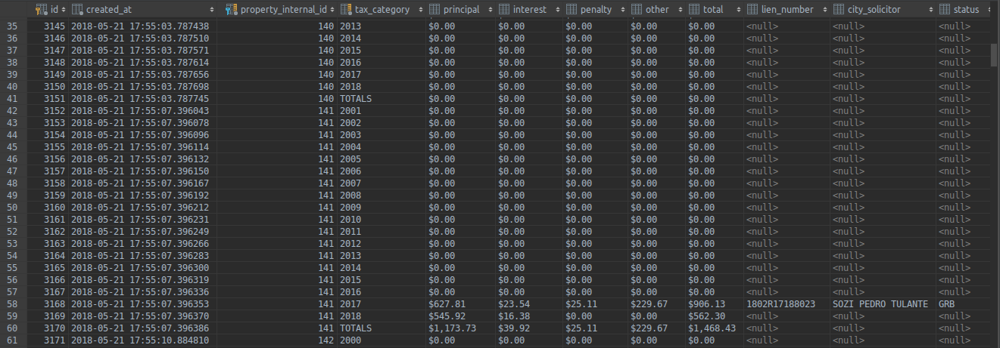 id created_at property_internal_id tax_category principal interest penalty other total lien_number city_solicitor status
35 3145 2018-05-21 17:55:03.787438 140 2013 $0.00 $0.00 $0.00 $0.00 $0.00 <null> <null> <null>
36 3146 2018-05-21 17:55:03.787510 140 2014 $0.00 $0.00 $0.00 $0.00 $0.00 <null> <null> <null>
37 3147 2018-05-21 17:55:03.787571 140 2015 $0.00 $0.00 $0.00 $0.00 $0.00 <null> <null> <null>
38 3148 2018-05-21 17:55:03.787614 140 2016 $0.00 $0.00 $0.00 $0.00 $0.00 <null> <null> <null>
39 3149 2018-05-21 17:55:03.787656 140 2017 $0.00 $0.00 $0.00 $0.00 $0.00 <null> <null> <null>
40 3150 2018-05-21 17:55:03.787698 140 2018 $0.00 $0.00 $0.00 $0.00 $0.00 <null> <null> <null>
41 3151 2018-05-21 17:55:03.787745 140 TOTALS $0.00 $0.00 $0.00 $0.00 $0.00 <null> <null> <null>
42 3152 2018-05-21 17:55:07.396043 141 2001 $0.00 $0.00 $0.00 $0.00 $0.00 <null> <null> <null>
43 3153 2018-05-21 17:55:07.396078 141 2002 $0.00 $0.00 $0.00 $0.00 $0.00 <null> <null> <null>
44 3154 2018-05-21 17:55:07.396096 141 2003 $0.00 $0.00 $0.00 $0.00 $0.00 <null> <null> <null>
45 3155 2018-05-21 17:55:07.396114 141 2004 $0.00 $0.00 $0.00 $0.00 $0.00 <null> <null> <null>
46 3156 2018-05-21 17:55:07.396132 141 2005 $0.00 $0.00 $0.00 $0.00 $0.00 <null> <null> <null>
47 3157 2018-05-21 17:55:07.396150 141 2006 $0.00 $0.00 $0.00 $0.00 $0.00 <null> <null> <null>
48 3158 2018-05-21 17:55:07.396167 141 2007 $0.00 $0.00 $0.00 $0.00 $0.00 <null> <null> <null>
49 3159 2018-05-21 17:55:07.396192 141 2008 $0.00 $0.00 $0.00 $0.00 $0.00 <null> <null> <null>
50 3160 2018-05-21 17:55:07.396212 141 2009 $0.00 $0.00 $0.00 $0.00 $0.00 <null> <null> <null>
51 3161 2018-05-21 17:55:07.396231 141 2010 $0.00 $0.00 $0.00 $0.00 $0.00 <null> <null> <null>
52 3162 2018-05-21 17:55:07.396249 141 2011 $0.00 $0.00 $0.00 $0.00 $0.00 <null> <null> <null>
53 3163 2018-05-21 17:55:07.396266 141 2012 $0.00 $0.00 $0.00 $0.00 $0.00 <null> <null> <null>
54 3164 2018-05-21 17:55:07.396283 141 2013 $0.00 $0.00 $0.00 $0.00 $0.00 <null> <null> <null>
55 3165 2018-05-21 17:55:07.396300 141 2014 $0.00 $0.00 $0.00 $0.00 $0.00 <null> <null> <null>
56 3166 2018-05-21 17:55:07.396319 141 2015 $0.00 $0.00 $0.00 $0.00 $0.00 <null> <null> <null>
57 3167 2018-05-21 17:55:07.396336 141 2016 $0.00 $0.00 $0.00 $0.00 $0.00 <null> <null> <null>
58 3168 2018-05-21 17:55:07.396353 141 2017 $627.81 $23.54 $25.11 $229.67 $906.13 1802R17188023 SOZI PEDRO TULANTE GRB
59 3169 2018-05-21 17:55:07.396370 141 2018 $545.92 $16.38 $0.00 $0.00 $562.30 <null> <null> <null>
60 3170 2018-05-21 17:55:07.396386 141 TOTALS $1,173.73 $39.92 $25.11 $229.67 $1,468.43 <null> <null> <null>
61 3171 2018-05-21 17:55:10.884810 142 2000 $0.00 $0.00 $0.00 $0.00 $0.00 <null> <null> <null>